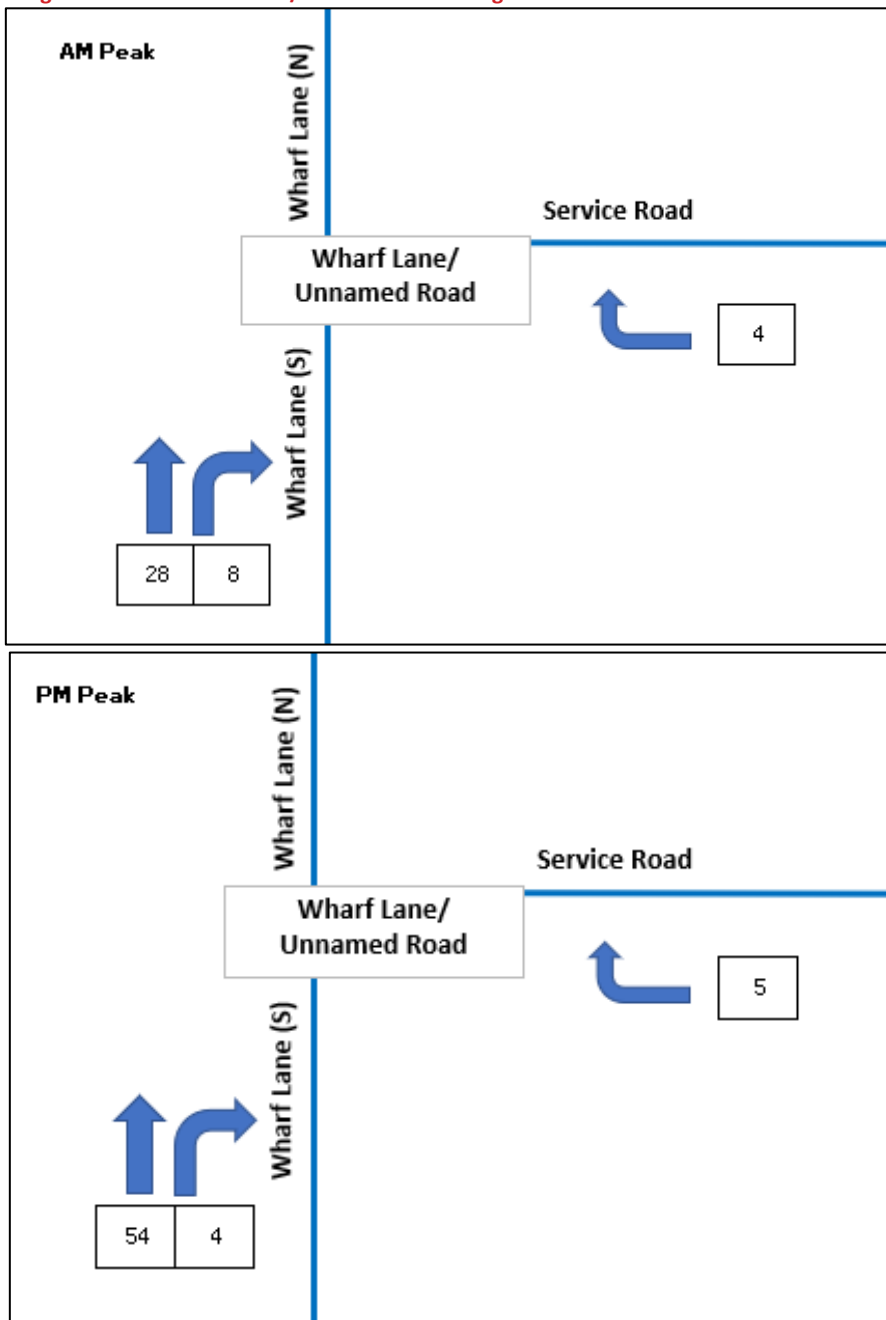 AM Peak
Wharf Lane (N)
Service Road
Wharf Lane/
Unnamed Road
4
Wharf Lane (S)
28 8
PM Peak
Wharf Lane (N)
Service Road
Wharf Lane/
Unnamed Road
5
Wharf Lane (S)
54 4